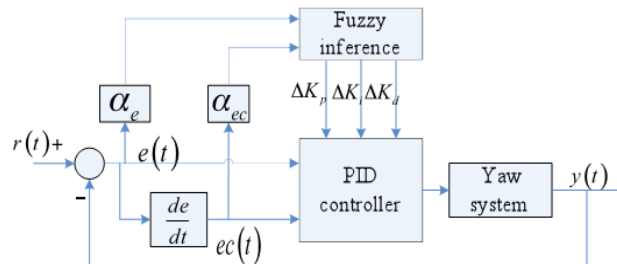 Fuzzy
inference
α_e
α_ec
ΔK_p ΔK_i ΔK_d
r(t) +
e(t)
-
PID
controller
Yaw
system
y(t)
de/dt
ec(t)